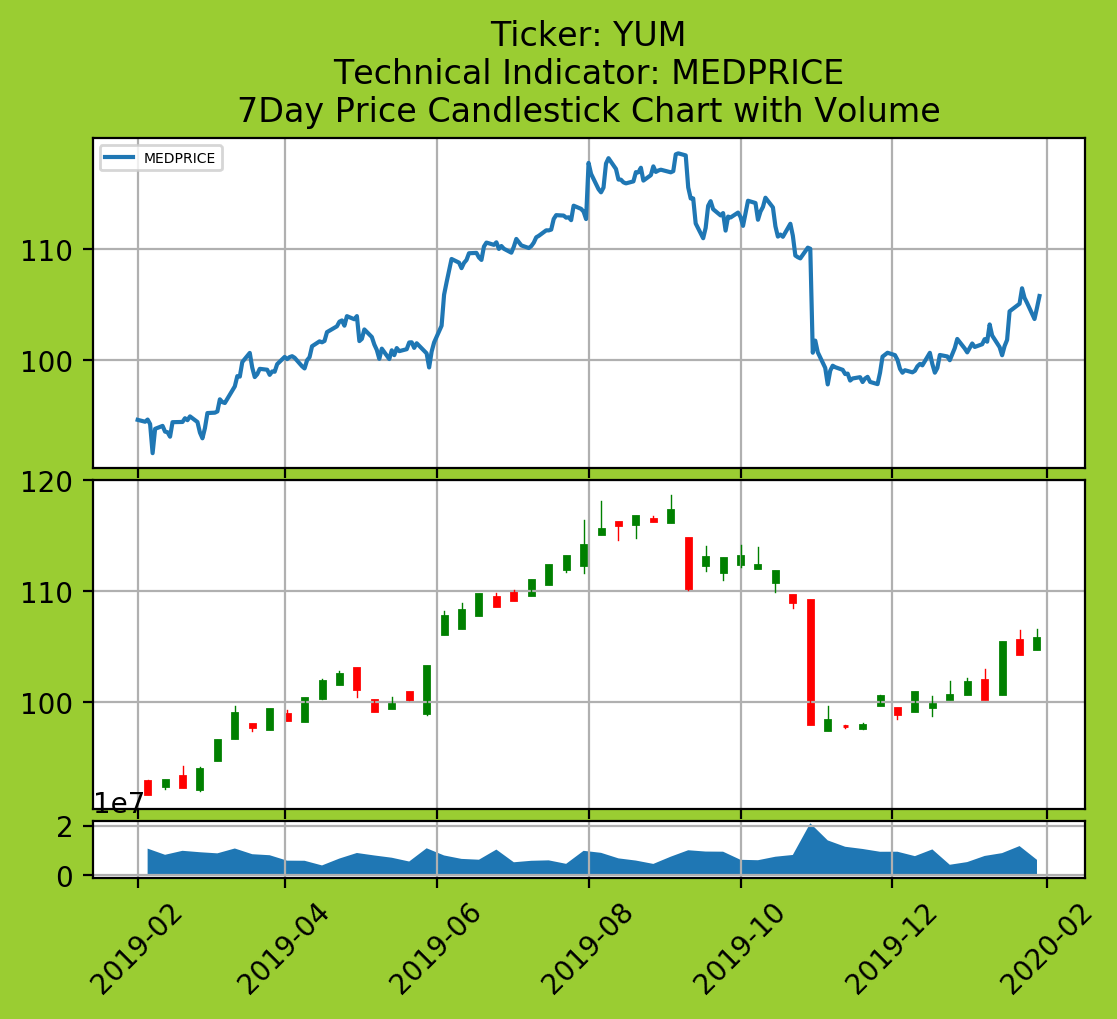 Ticker: YUM
Technical Indicator: MEDPRICE
7Day Price Candlestick Chart with Volume
MEDPRICE
110
100
120
110
100
1e7
2
0
2019-02
2019-04
2019-06
2019-08
2019-10
2019-12
2020-02